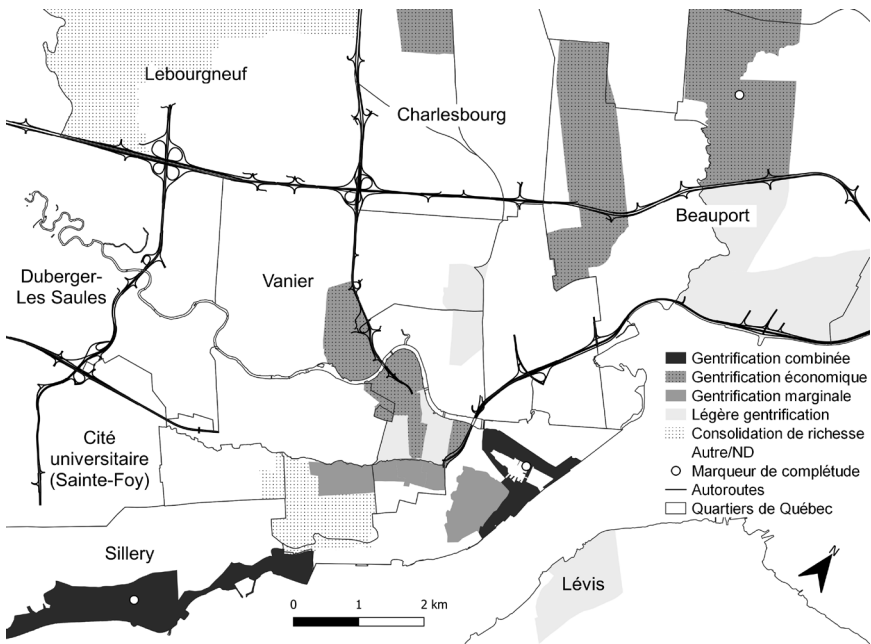 Lebourgneuf
Charlesbourg
Beauport
Vanier
Duberger-
Les Saules
Gentrification combinée
Gentrification économique
Gentrification marginale
Légère gentrification
Consolidation de richesse
Autre/ND
Marqueur de complétude
Autoroutes
Quartiers de Québec
Cité
universitaire
(Sainte-Foy)
Sillery
Lévis
N
0 1 2 km